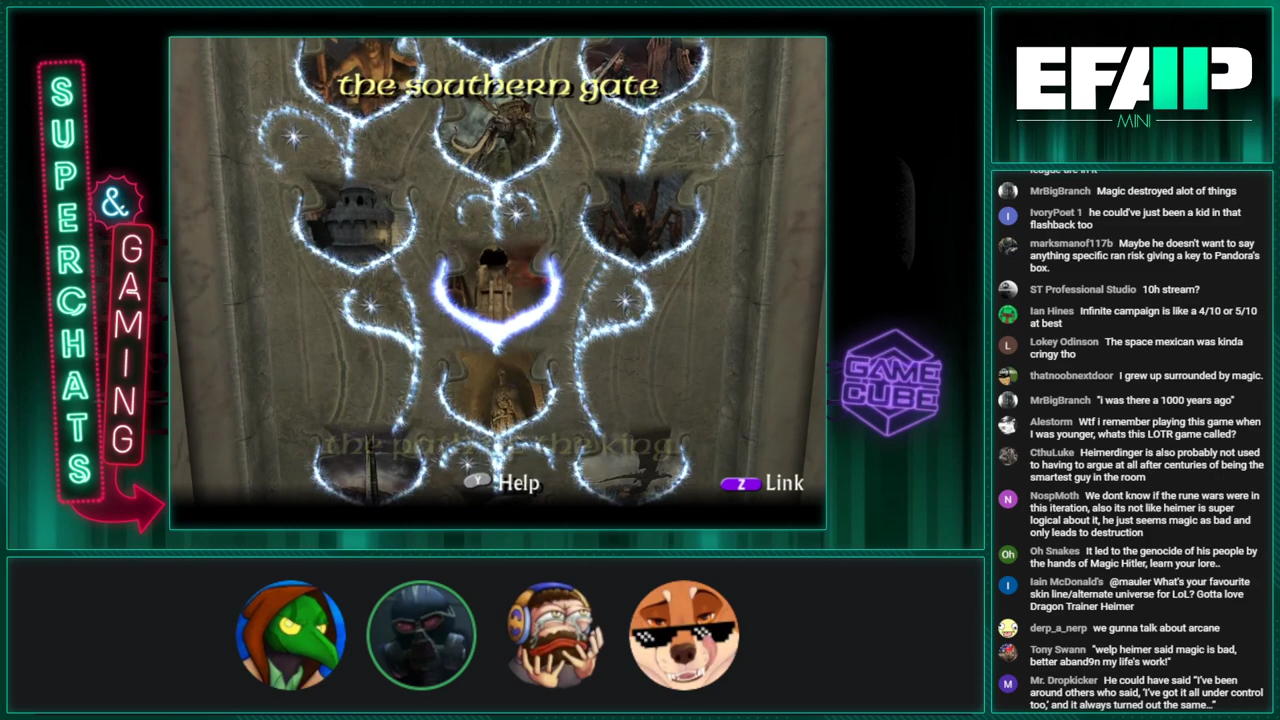 SUPERCHATS
&
GAMING
the southern gate
the path of the king
Y Help
Z Link
GAME
CUBE
EFAP
MINI
league are in it
MrBigBranch Magic destroyed alot of things
IvoryPoet 1 he could've just been a kid in that
flashback too
marksmanof117b Maybe he doesn't want to say
anything specific ran risk giving a key to Pandora's
box.
ST Professional Studio 10h stream?
Ian Hines Infinite campaign is like a 4/10 or 5/10
at best
L
Lokey Odinson The space mexican was kinda
cringy tho
thatnoobnextdoor I grew up surrounded by magic.
MrBigBranch "i was there a 1000 years ago"
Alestorm Wtf i remember playing this game when
I was younger, whats this LOTR game called?
CthuLuke Heimerdinger is also probably not used
to having to argue at all after centuries of being the
smartest guy in the room
N
NospMoth We dont know if the rune wars were in
this iteration, also its not like heimer is super
logical about it, he just seems magic as bad and
only leads to destruction
Oh
Oh Snakes It led to the genocide of his people by
the hands of Magic Hitler, learn your lore..
I
Iain McDonald's @mauler What's your favourite
skin line/alternate universe for LoL? Gotta love
Dragon Trainer Heimer
derp_a_nerp we gunna talk about arcane
Tony Swann "welp heimer said magic is bad,
better aband9n my life's work!"
M
Mr. Dropkicker He could have said "I've been
around others who said, 'I've got it all under control
too,' and it always turned out the same..."